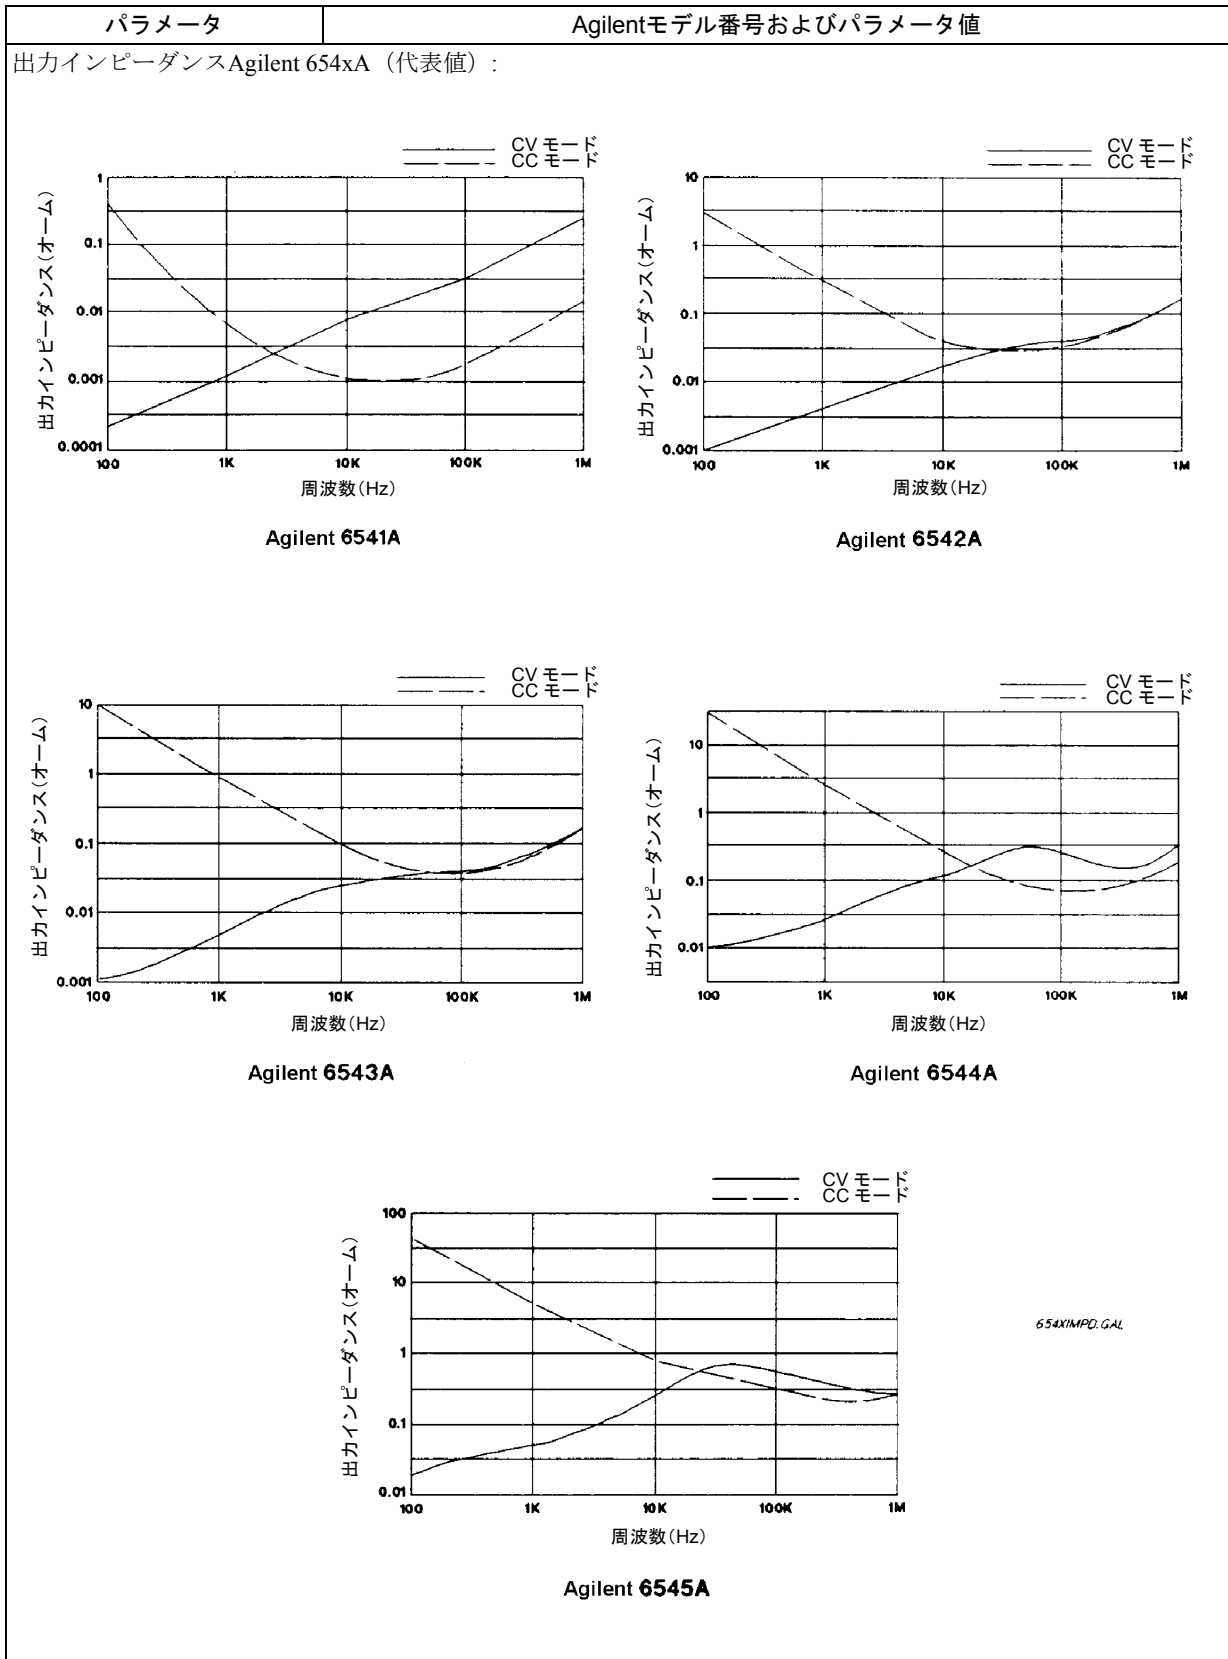 パラメータ
Agilentモデル番号およびパラメータ値
出力インピーダンスAgilent 654xA（代表値）:
CV モード
CC モード
1
0.1
0.01
0.001
0.0001
出力インピーダンス(オーム)
100 1K 10K 100K 1M
周波数(Hz)
Agilent 6541A
CV モード
CC モード
10
1
0.1
0.01
0.001
出力インピーダンス(オーム)
100 1K 10K 100K 1M
周波数(Hz)
Agilent 6542A
CV モード
CC モード
10
1
0.1
0.01
0.001
出力インピーダンス(オーム)
100 1K 10K 100K 1M
周波数(Hz)
Agilent 6543A
CV モード
CC モード
10
1
0.1
0.01
出力インピーダンス(オーム)
100 1K 10K 100K 1M
周波数(Hz)
Agilent 6544A
CV モード
CC モード
100
10
1
0.1
0.01
出力インピーダンス(オーム)
100 1K 10K 100K 1M
周波数(Hz)
Agilent 6545A
654XIMPD.GAL